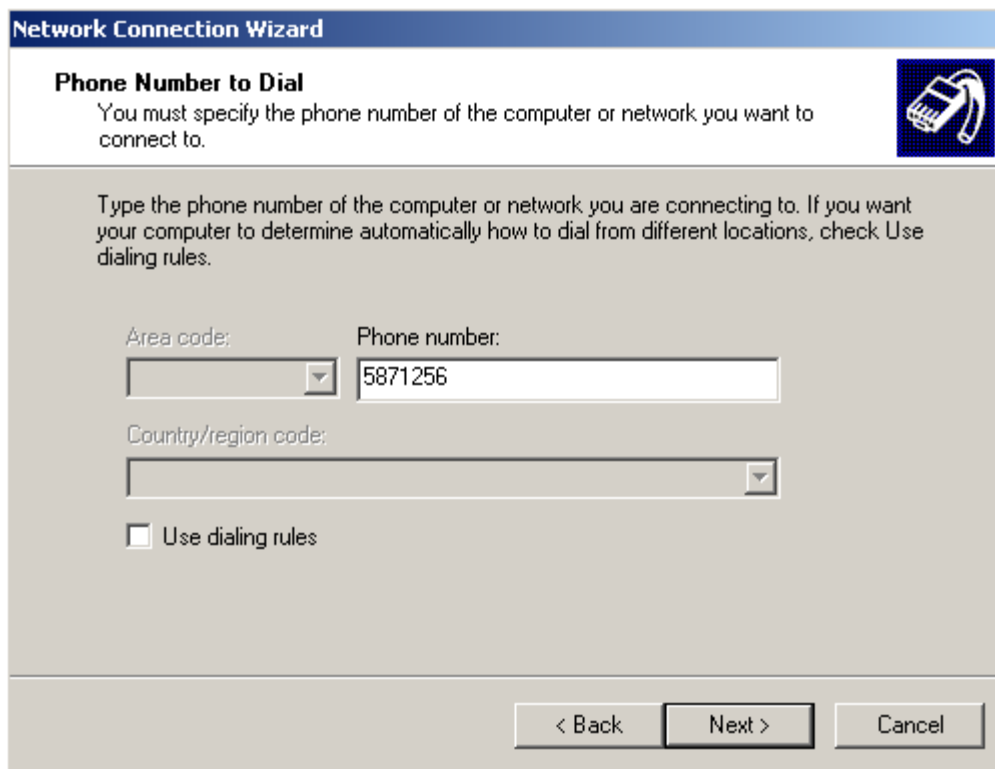 Network Connection Wizard
Phone Number to Dial
You must specify the phone number of the computer or network you want to
connect to.
Type the phone number of the computer or network you are connecting to. If you want
your computer to determine automatically how to dial from different locations, check Use
dialing rules.
Area code: Phone number:
5871256
Country/region code:
Use dialing rules
< Back Next > Cancel